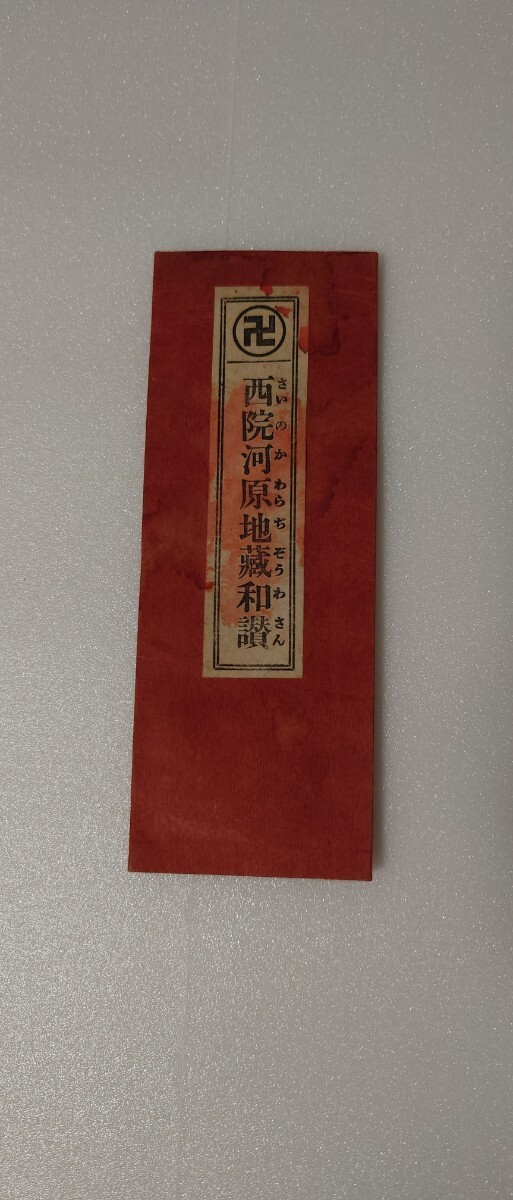 卍
西院河原地藏和讃
さいのかわらぢぞうわさん